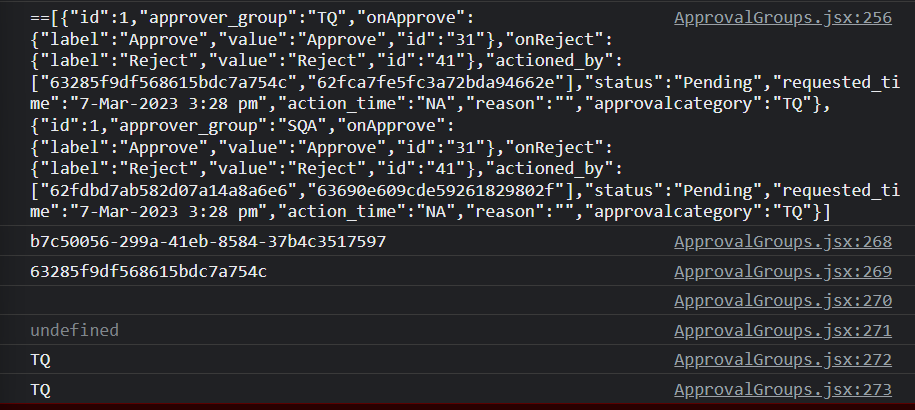 ==[{"id":1,"approver_group":"TQ","onApprove": ApprovalGroups.jsx:256
{"label":"Approve","value":"Approve","id":"31"},"onReject":
{"label":"Reject","value":"Reject","id":"41"},"actioned_by":
["63285f9df568615bdc7a754c","62fca7fe5fc3a72bda94662e"],"status":"Pending","requested_ti
me":"7-Mar-2023 3:28 pm","action_time":"NA","reason":"","approvalcategory":"TQ"},
{"id":1,"approver_group":"SQA","onApprove":
{"label":"Approve","value":"Approve","id":"31"},"onReject":
{"label":"Reject","value":"Reject","id":"41"},"actioned_by":
["62fdbd7ab582d07a14a8a6e6","63690e609cde59261829802f"],"status":"Pending","requested_ti
me":"7-Mar-2023 3:28 pm","action_time":"NA","reason":"","approvalcategory":"TQ"}]
b7c50056-299a-41eb-8584-37b4c3517597 ApprovalGroups.jsx:268
63285f9df568615bdc7a754c ApprovalGroups.jsx:269
ApprovalGroups.jsx:270
undefined ApprovalGroups.jsx:271
TQ ApprovalGroups.jsx:272
TQ ApprovalGroups.jsx:273